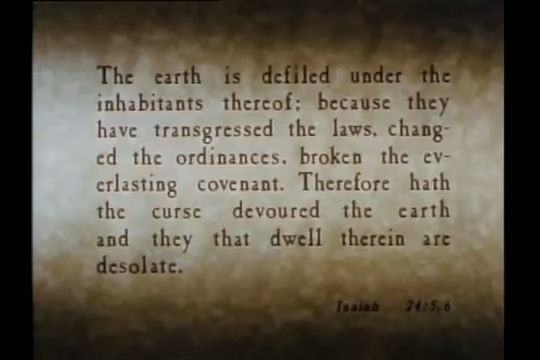 The earth is defiled under the
inhabitants thereof; because they
have transgressed the laws, chang-
ed the ordinances, broken the ev-
erlasting covenant. Therefore hath
the curse devoured the earth
and they that dwell therein are
desolate.
Isaiah 24:5,6